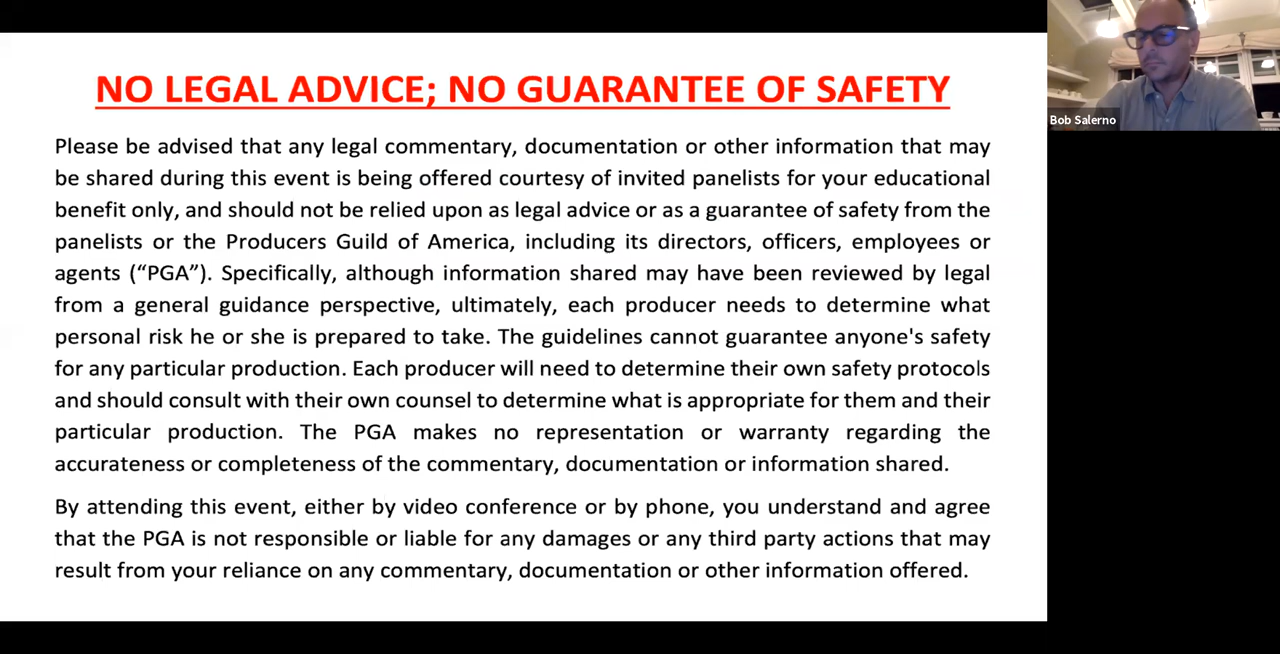 NO LEGAL ADVICE; NO GUARANTEE OF SAFETY
Please be advised that any legal commentary, documentation or other information that may
be shared during this event is being offered courtesy of invited panelists for your educational
benefit only, and should not be relied upon as legal advice or as a guarantee of safety from the
panelists or the Producers Guild of America, including its directors, officers, employees or
agents (“PGA”). Specifically, although information shared may have been reviewed by legal
from a general guidance perspective, ultimately, each producer needs to determine what
personal risk he or she is prepared to take. The guidelines cannot guarantee anyone's safety
for any particular production. Each producer will need to determine their own safety protocols
and should consult with their own counsel to determine what is appropriate for them and their
particular production. The PGA makes no representation or warranty regarding the
accurateness or completeness of the commentary, documentation or information shared.
By attending this event, either by video conference or by phone, you understand and agree
that the PGA is not responsible or liable for any damages or any third party actions that may
result from your reliance on any commentary, documentation or other information offered.
Bob Salerno